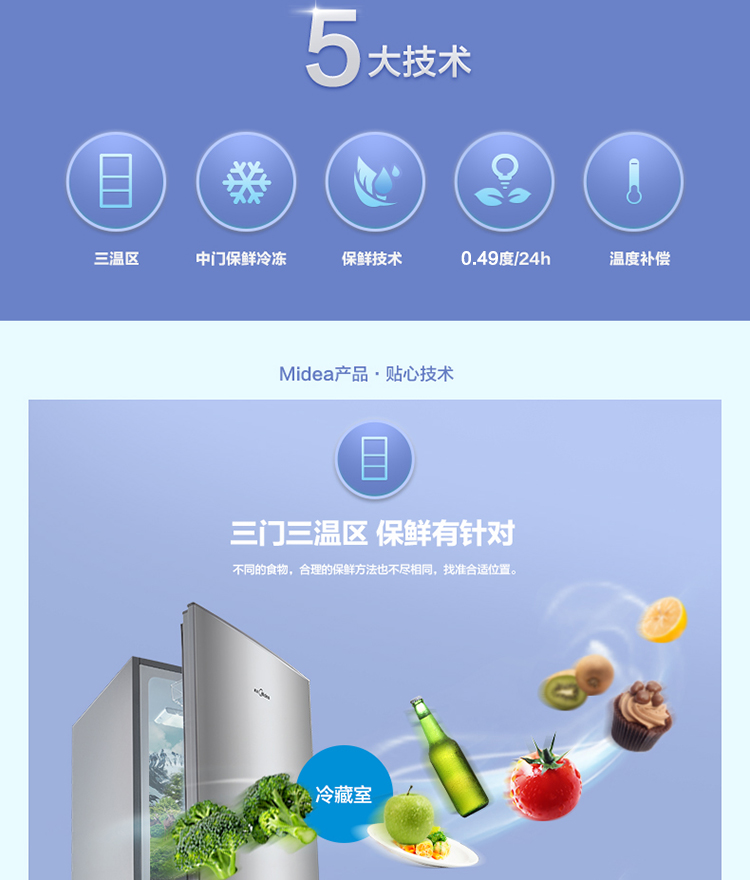 5大技术
三温区
中门保鲜冷冻
保鲜技术
0.49度/24h
温度补偿
Midea产品·贴心技术
三门三温区 保鲜有针对
不同的食物，合理的保鲜方法也不尽相同，找准合适位置。
冷藏室